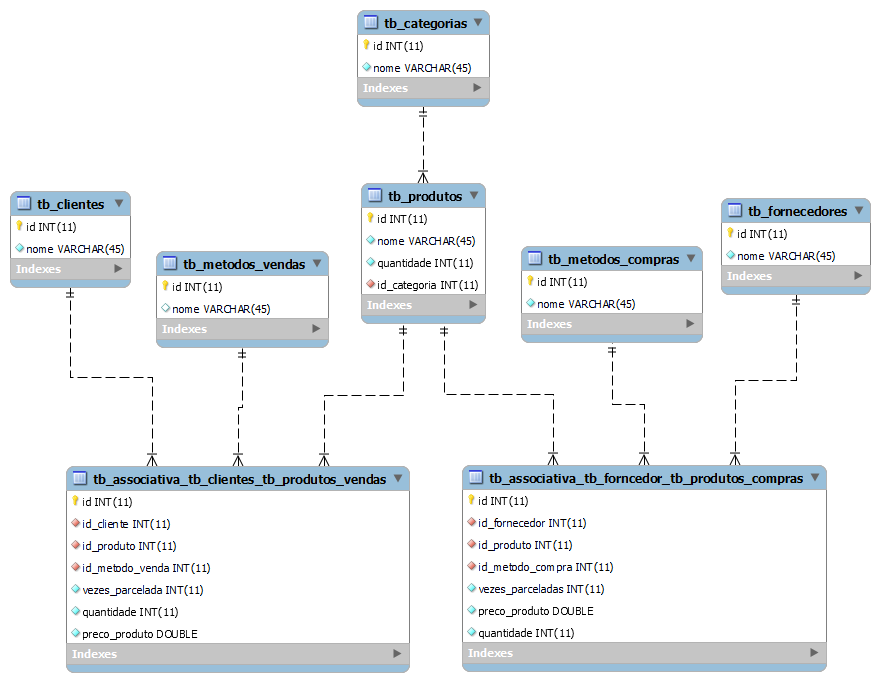 tb_categorias
id INT(11)
nome VARCHAR(45)
Indexes
tb_clientes
id INT(11)
nome VARCHAR(45)
Indexes
tb_metodos_vendas
id INT(11)
nome VARCHAR(45)
Indexes
tb_produtos
id INT(11)
nome VARCHAR(45)
quantidade INT(11)
id_categoria INT(11)
Indexes
tb_metodos_compras
id INT(11)
nome VARCHAR(45)
Indexes
tb_fornecedores
id INT(11)
nome VARCHAR(45)
Indexes
tb_associativa_tb_clientes_tb_produtos_vendas
id INT(11)
id_cliente INT(11)
id_produto INT(11)
id_metodo_venda INT(11)
vezes_parcelada INT(11)
quantidade INT(11)
preco_produto DOUBLE
Indexes
tb_associativa_tb_forncedor_tb_produtos_compras
id INT(11)
id_fornecedor INT(11)
id_produto INT(11)
id_metodo_compra INT(11)
vezes_parceladas INT(11)
preco_produto DOUBLE
quantidade INT(11)
Indexes